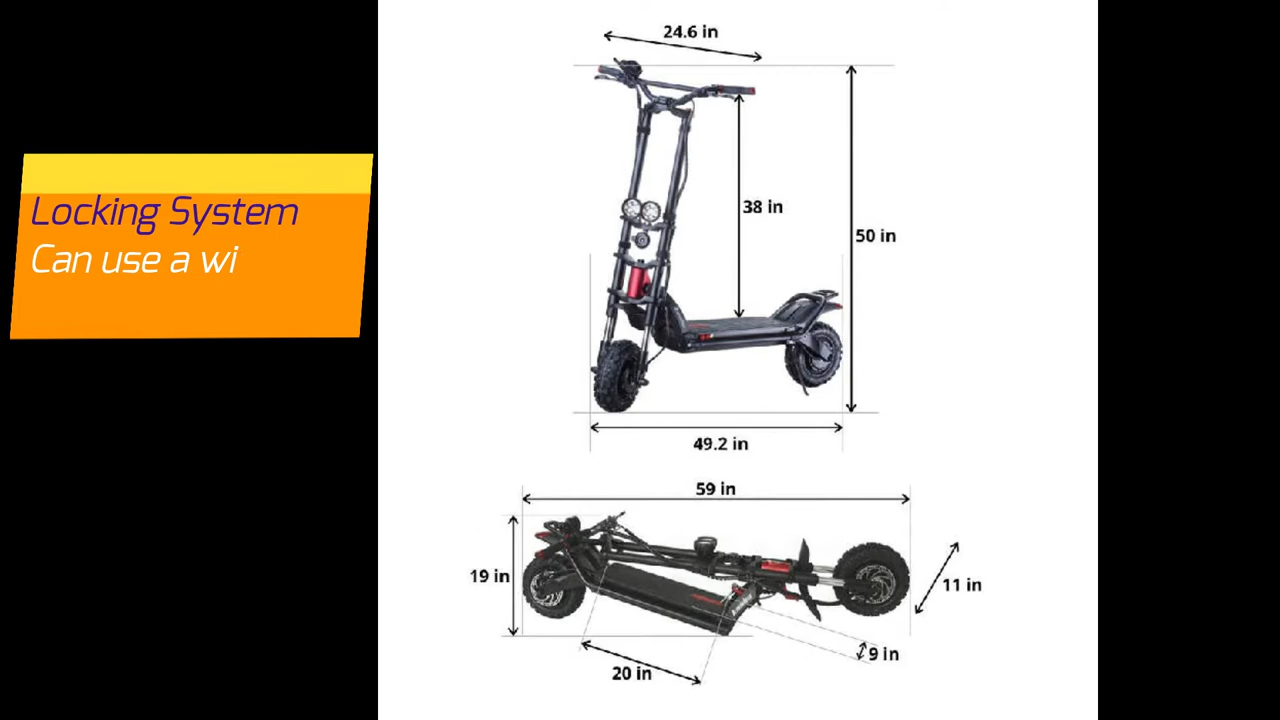 Locking System
Can use a wi
24.6 in
38 in
50 in
49.2 in
59 in
19 in
11 in
9 in
20 in